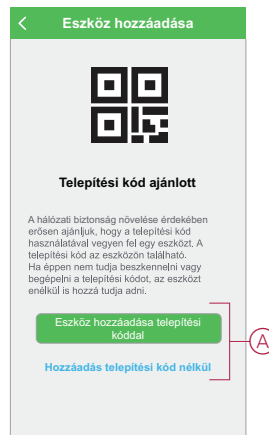 Eszköz hozzáadása
Telepítési kód ajánlott
A hálózati biztonság növelése érdekében
erősen ajánljuk, hogy a telepítési kód
használatával vegyen fel egy eszközt. A
telepítési kód az eszközön található.
Ha éppen nem tudja beszkennelni vagy
begépelni a telepítési kódot, az eszközt
enélkül is hozzá tudja adni.
Eszköz hozzáadása telepítési
kóddal
A
Hozzáadás telepítési kód nélkül